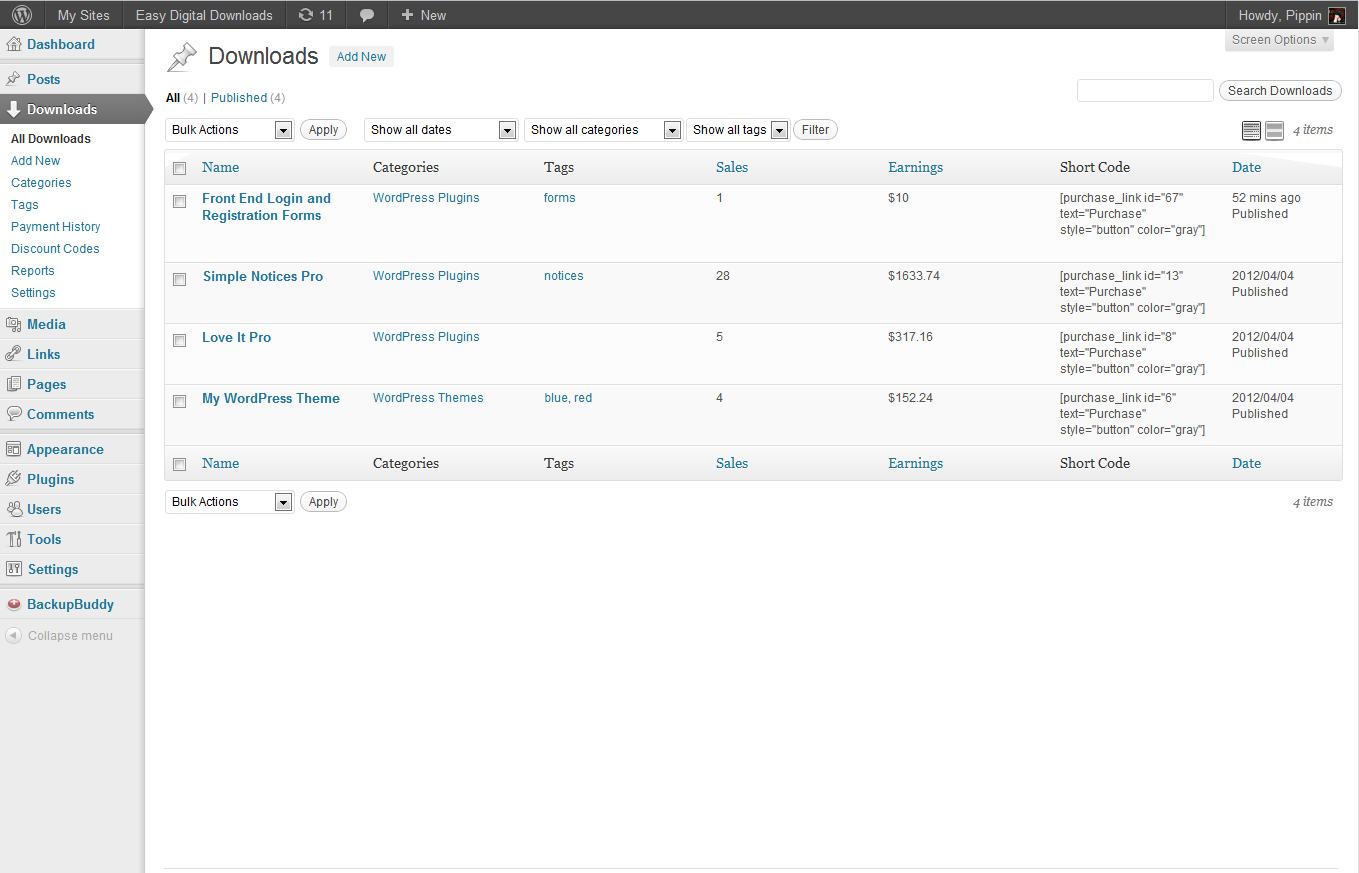 My Sites Easy Digital Downloads 11 New Howdy, Pippin
Screen Options
Dashboard
Posts
Downloads
All Downloads
Add New
Categories
Tags
Payment History
Discount Codes
Reports
Settings
Media
Links
Pages
Comments
Appearance
Plugins
Users
Tools
Settings
BackupBuddy
Collapse menu
Downloads Add New
All (4) | Published (4)
Search Downloads
Bulk Actions Apply Show all dates Show all categories Show all tags Filter 4 items
Name Categories Tags Sales Earnings Short Code Date
Front End Login and WordPress Plugins forms 1 $10 [purchase_link id="67" 52 mins ago
Registration Forms text="Purchase" Published
style="button" color="gray"]
Simple Notices Pro WordPress Plugins notices 28 $1633.74 [purchase_link id="13" 2012/04/04
text="Purchase" Published
style="button" color="gray"]
Love It Pro WordPress Plugins 5 $317.16 [purchase_link id="8" 2012/04/04
text="Purchase" Published
style="button" color="gray"]
My WordPress Theme WordPress Themes blue, red 4 $152.24 [purchase_link id="6" 2012/04/04
text="Purchase" Published
style="button" color="gray"]
Name Categories Tags Sales Earnings Short Code Date
Bulk Actions Apply 4 items